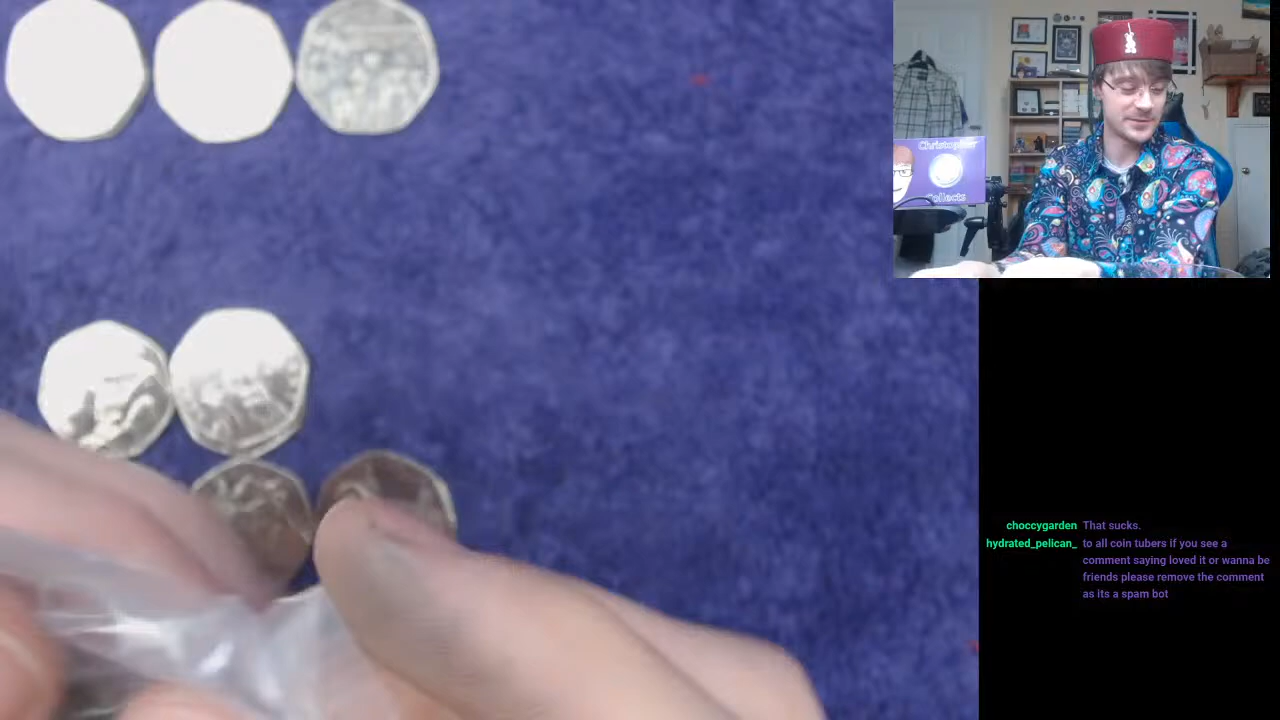 Christopher
Collects
choccygarden That sucks.
hydrated_pelican_ to all coin tubers if you see a
comment saying loved it or wanna be
friends please remove the comment
as its a spam bot